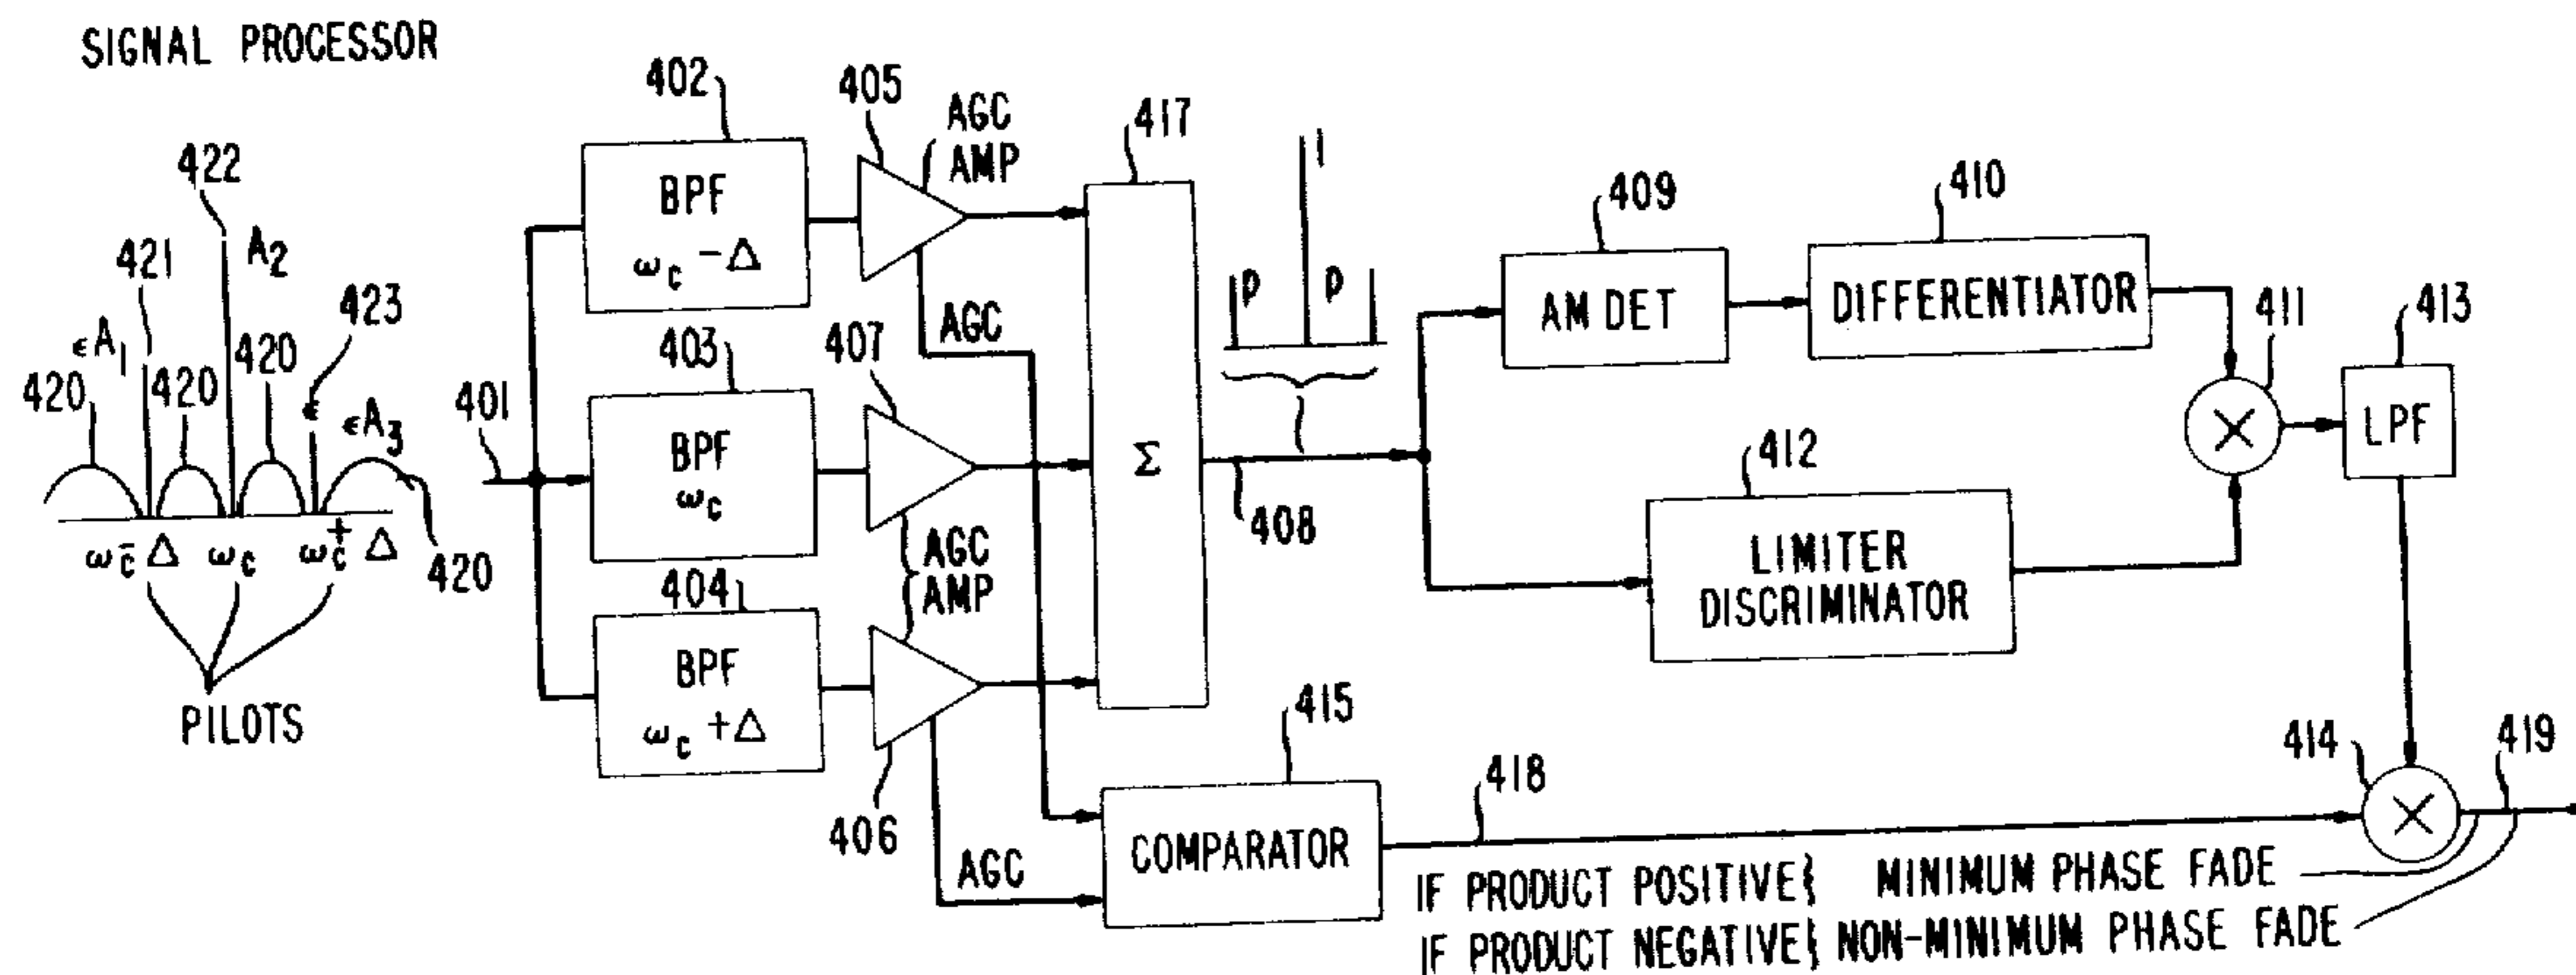 SIGNAL PROCESSOR
402
405
AGC
AMP
417
422
A2
421
εA1
420
420
420
423
ε
εA3
420
ωc-Δ
ωc
ωc+Δ
PILOTS
401
BPF
ωc -Δ
403
BPF
ωc
404
BPF
ωc +Δ
AGC
407
AGC
AMP
406
AGC
Σ
P
1
P
408
409
AM DET
410
DIFFERENTIATOR
411
413
LPF
412
LIMITER
DISCRIMINATOR
415
COMPARATOR
418
414
419
IF PRODUCT POSITIVE} MINIMUM PHASE FADE
IF PRODUCT NEGATIVE} NON-MINIMUM PHASE FADE